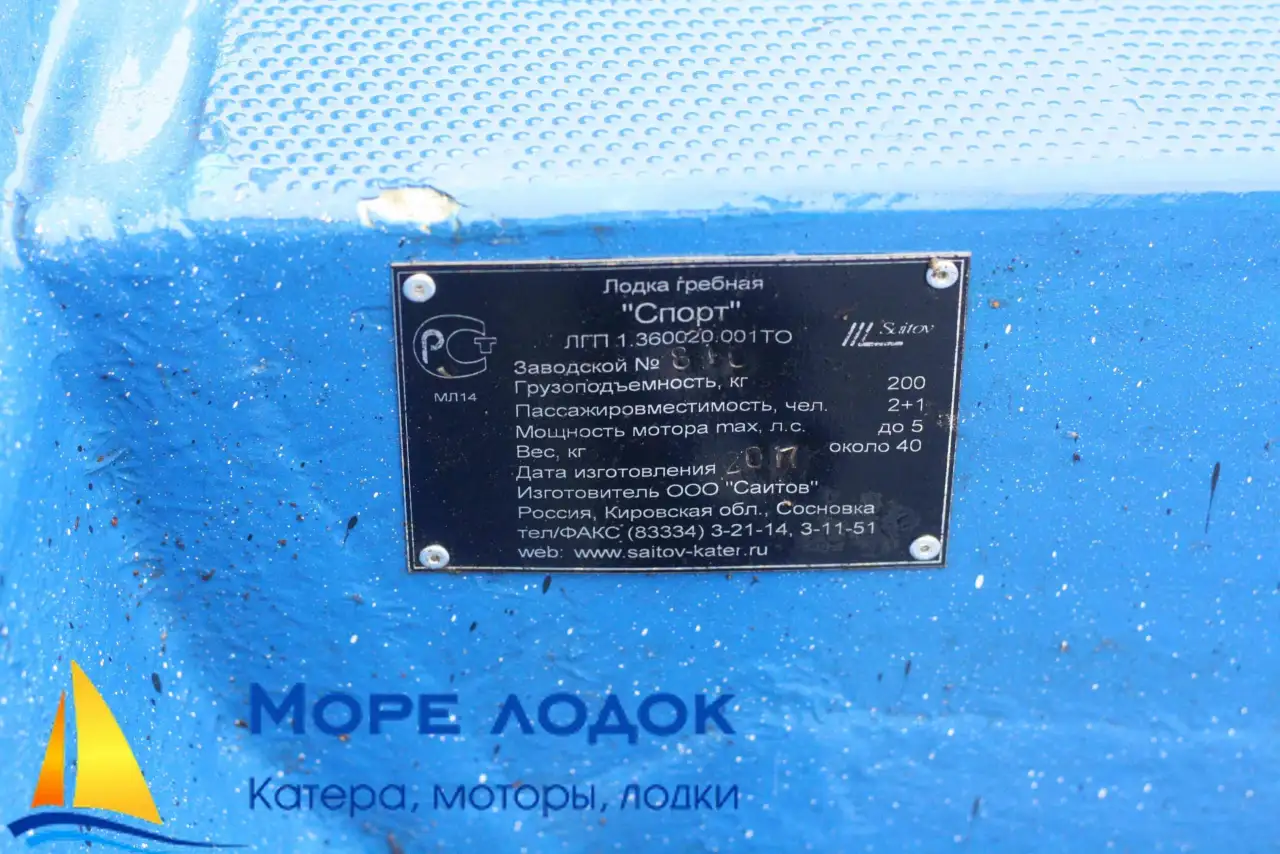 Лодка гребная
"Спорт"
ЛГП 1.360020.001ТО
РСТ
МЛ14
Saitov
Заводской №
Грузоподъемность, кг 200
Пассажировместимость, чел. 2+1
Мощность мотора max, л.с. до 5
Вес, кг около 40
Дата изготовления 2017
Изготовитель ООО "Саитов"
Россия, Кировская обл., Сосновка
тел/ФАКС (83334) 3-21-14, 3-11-51
web: www.saitov-kater.ru
Море лодок
Катера, моторы, лодки